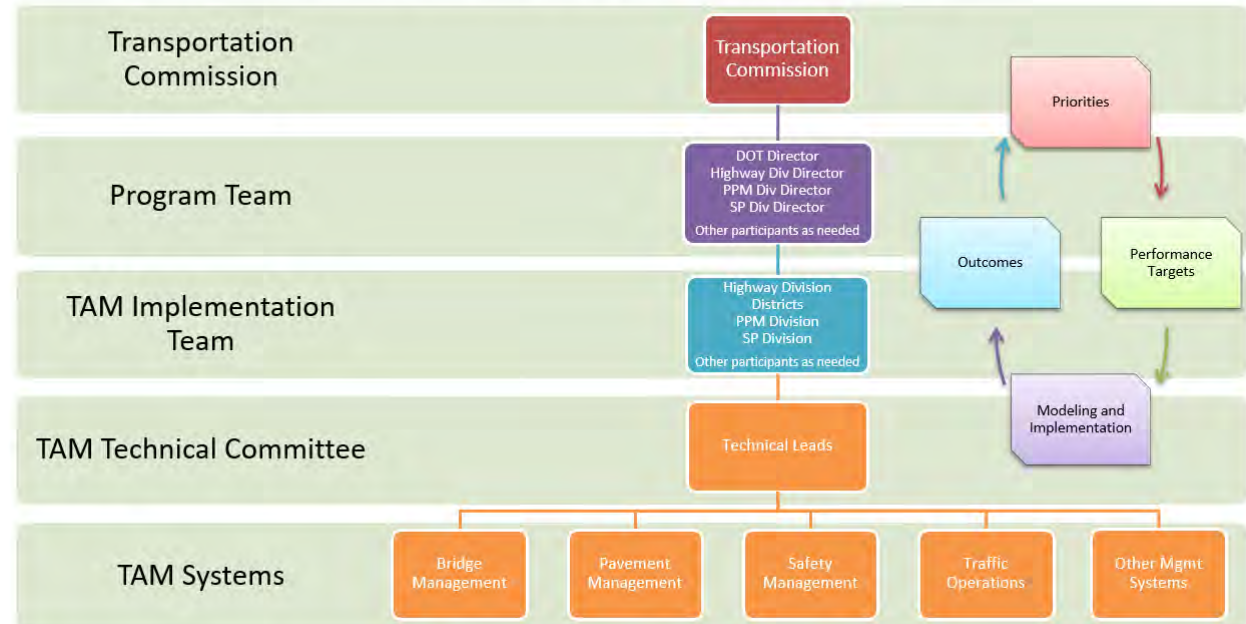 Transportation
Commission
Transportation
Commission
Priorities
Program Team
DOT Director
Highway Div Director
PPM Div Director
SP Div Director
Other participants as needed
Outcomes
Performance
Targets
TAM Implementation
Team
Highway Division
Districts
PPM Division
SP Division
Other participants as needed
Modeling and
Implementation
TAM Technical Committee
Technical Leads
TAM Systems
Bridge
Management
Pavement
Management
Safety
Management
Traffic
Operations
Other Mgmt
Systems